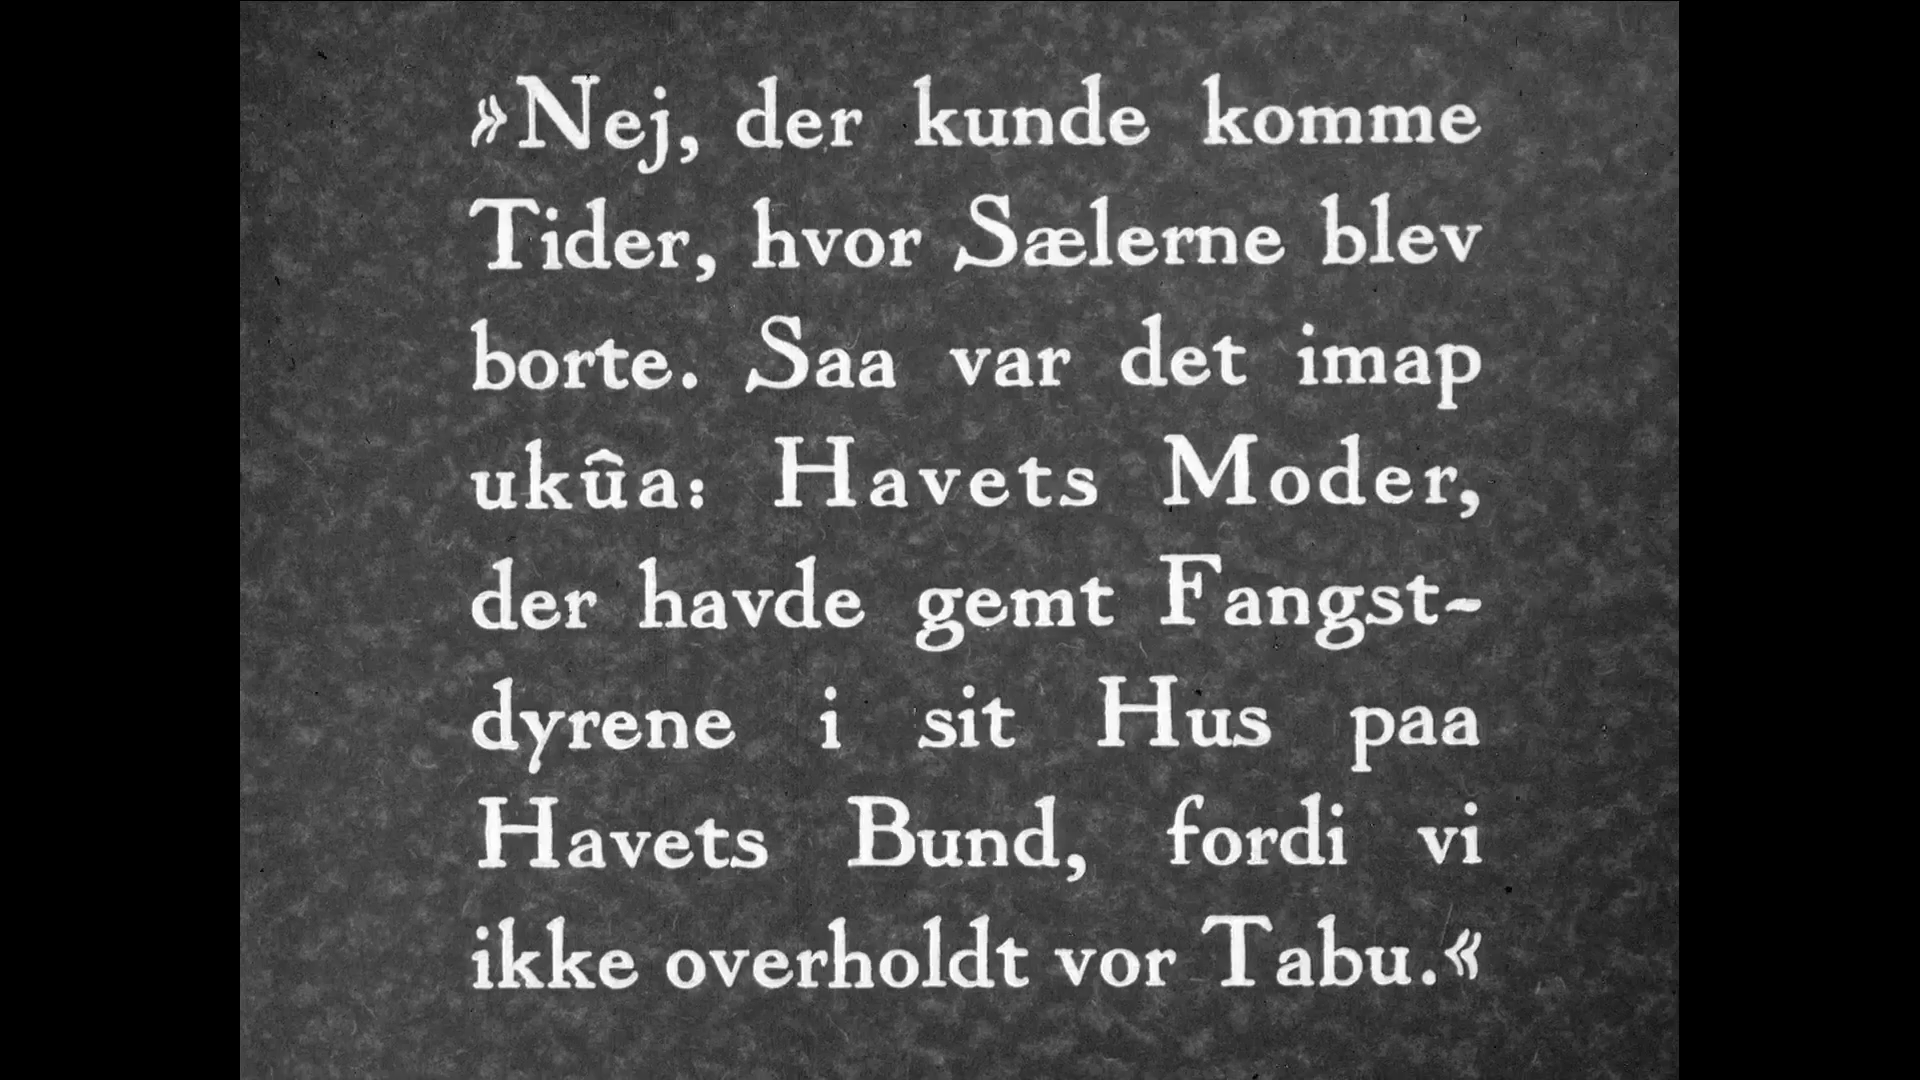 »Nej, der kunde komme
Tider, hvor Sælerne blev
borte. Saa var det imap
ukûa: Havets Moder,
der havde gemt Fangst-
dyrene i sit Hus paa
Havets Bund, fordi vi
ikke overholdt vor Tabu.«